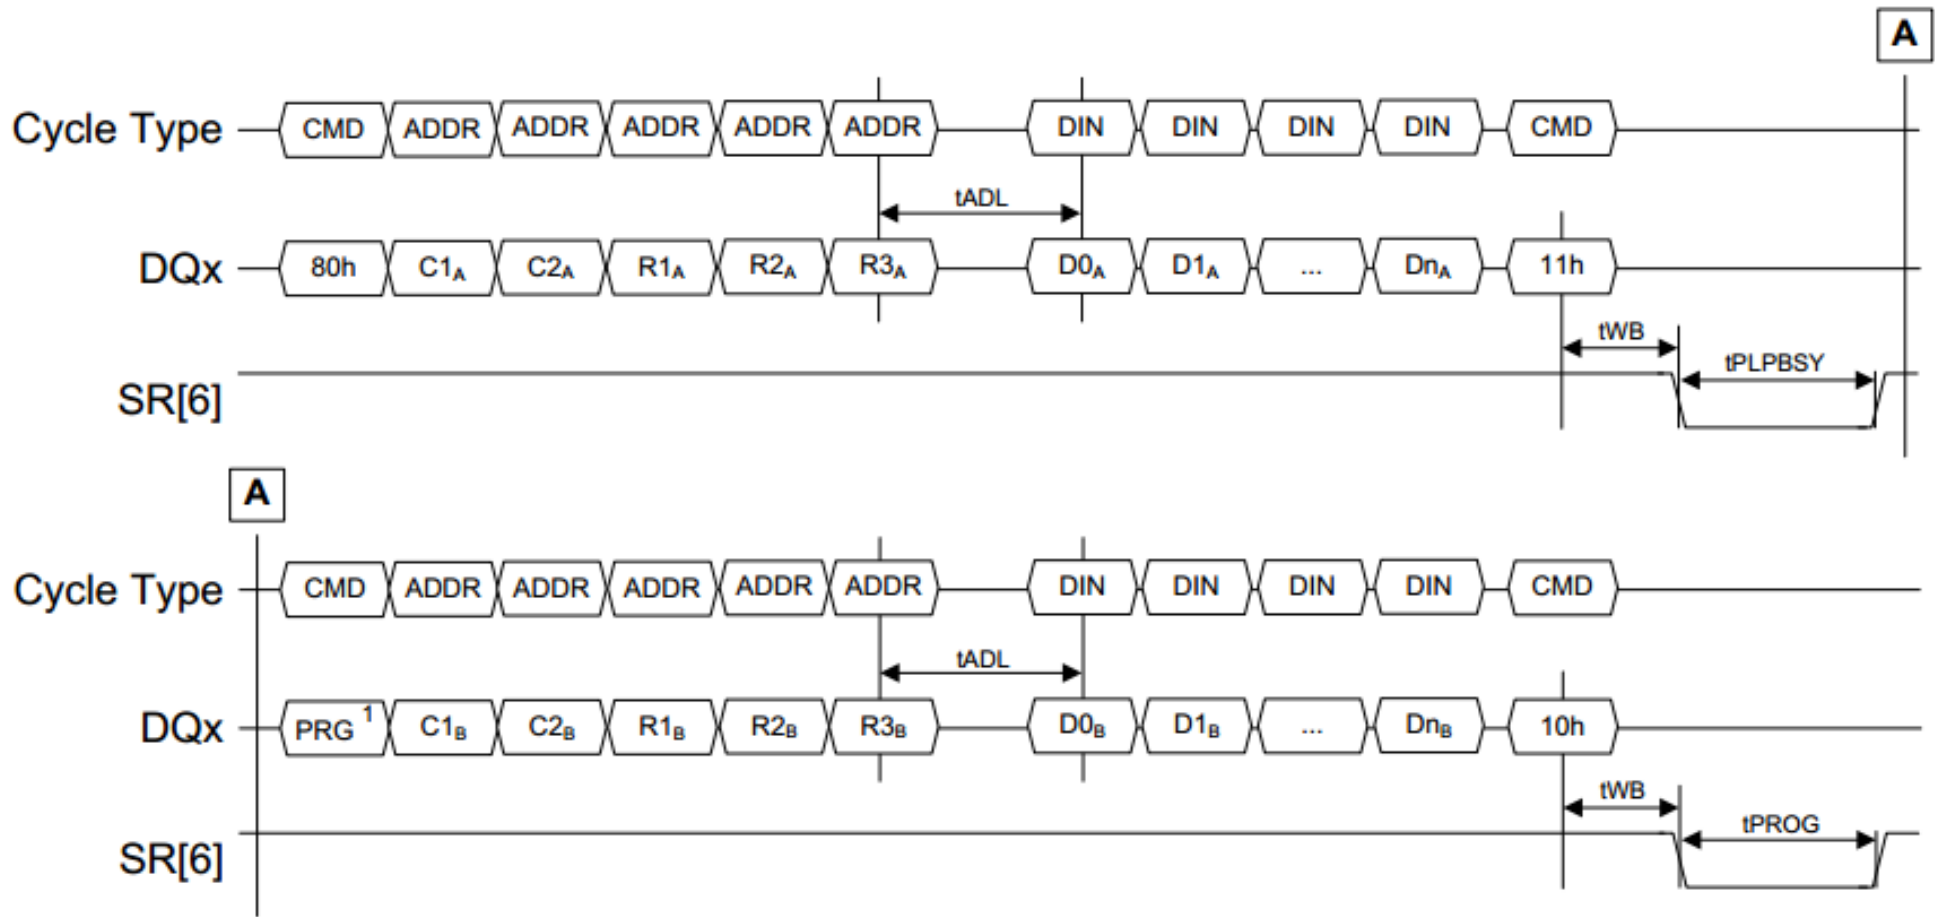 A
Cycle Type CMD ADDR ADDR ADDR ADDR ADDR DIN DIN DIN DIN CMD
tADL
DQx 80h C1A C2A R1A R2A R3A D0A D1A ... DnA 11h
tWB
tPLPBSY
SR[6]
A
Cycle Type CMD ADDR ADDR ADDR ADDR ADDR DIN DIN DIN DIN CMD
tADL
DQx PRG 1 C1B C2B R1B R2B R3B D0B D1B ... DnB 10h
tWB
tPROG
SR[6]